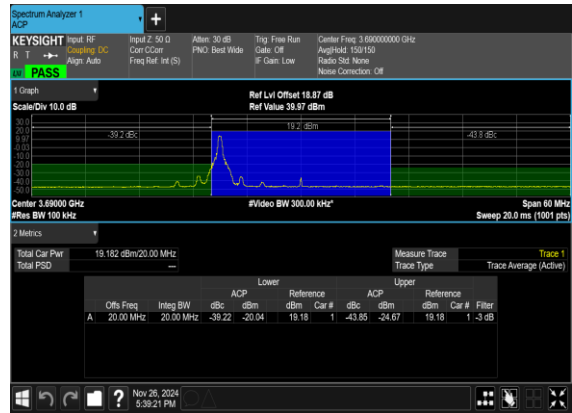 Spectrum Analyzer 1
ACP
+
KEYSIGHT Input: RF Input Z: 50 Ω Atten: 30 dB Trig: Free Run Center Freq: 3.690000000 GHz
R T Coupling: DC Corr CCorr PNO: Best Wide Gate: Off Avg|Hold: 150/150
Align: Auto Freq Ref: Int (S) IF Gain: Low Radio Std: None
LVI PASS Noise Correction: Off
1 Graph Ref Lvl Offset 18.87 dB
Scale/Div 10.0 dB Ref Value 39.97 dBm
30.0
20.0 19.2 dBm
9.97 -39.2 dBc -43.8 dBc
-0.03
-10.0
-20.0
-30.0
-40.0
-50.0
Center 3.69000 GHz #Video BW 300.00 kHz* Span 60 MHz
#Res BW 100 kHz Sweep 20.0 ms (1001 pts)
2 Metrics
Total Car Pwr 19.182 dBm/20.00 MHz Measure Trace Trace 1
Total PSD --- Trace Type Trace Average (Active)
Lower Upper
ACP Reference ACP Reference
Offs Freq Integ BW dBc dBm dBm Car # dBc dBm dBm Car # Filter
A 20.00 MHz 20.00 MHz -39.22 -20.04 19.18 1 -43.85 -24.67 19.18 1 -3 dB
? Nov 26, 2024
5:39:21 PM